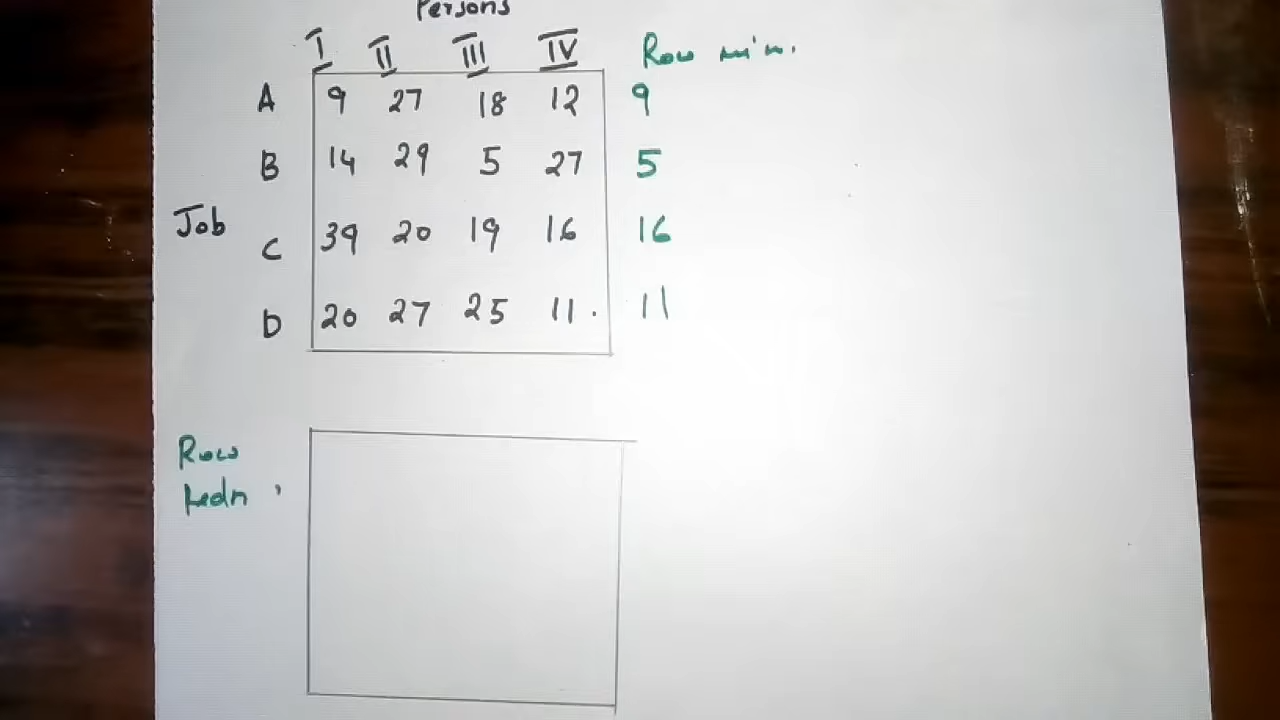 Persons
I II III IV Row min.
A 9 27 18 12 9
B 14 29 5 27 5
Job
C 39 20 19 16 16
D 20 27 25 11. 11
Row
redn